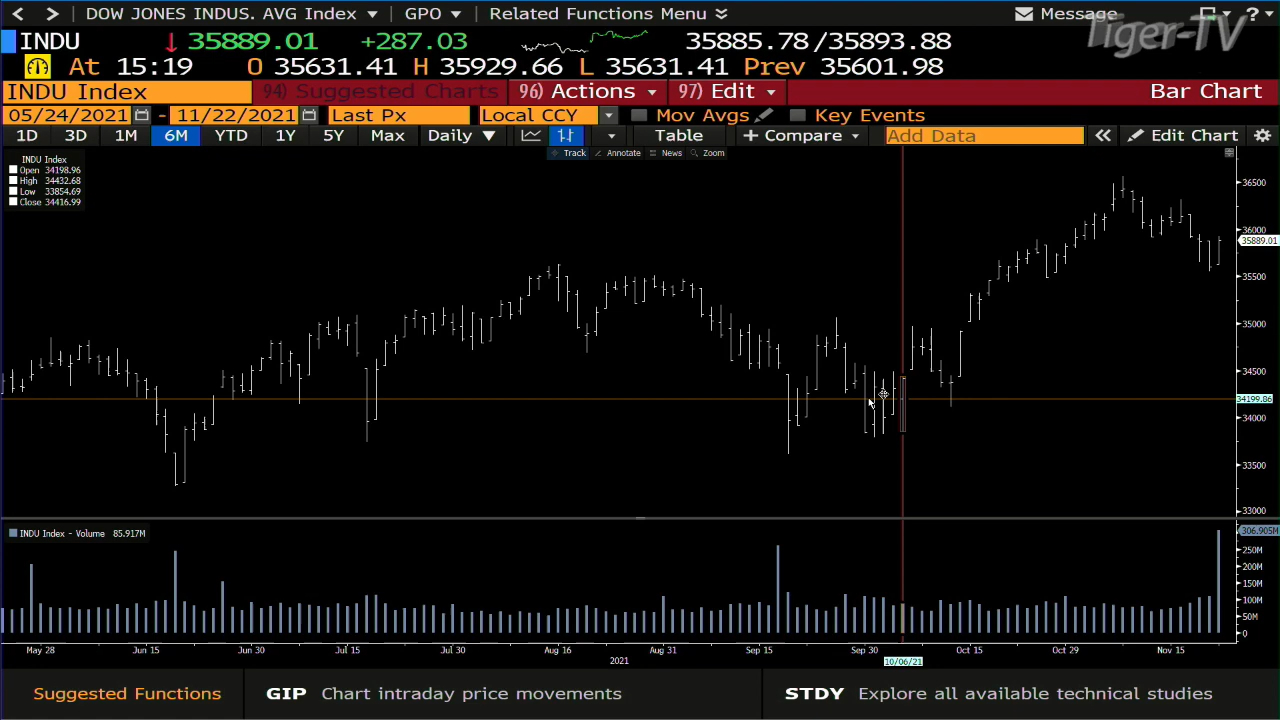 DOW JONES INDUS. AVG Index GPO Related Functions Menu Message ?
Tiger-TV
INDU 35889.01 +287.03 35885.78 /35893.88
At 15:19 O 35631.41 H 35929.66 L 35631.41 Prev 35601.98
INDU Index 94) Suggested Charts 96) Actions 97) Edit Bar Chart
05/24/2021 - 11/22/2021 Last Px Local CCY Mov Avgs Key Events
1D 3D 1M 6M YTD 1Y 5Y Max Daily Table + Compare Add Data Edit Chart
Track Annotate News Zoom
INDU Index
Open 34198.96
High 34432.68
Low 33854.69
Close 34416.99
36500
36000
35889.01
35500
35000
34500
34199.86
34000
33500
33000
INDU Index - Volume 85.917M
306.905M
250M
200M
150M
100M
50M
0
May 28 Jun 15 Jun 30 Jul 15 Jul 30 Aug 16 Aug 31 Sep 15 Sep 30 Oct 15 Oct 29 Nov 15
2021 10/06/21
Suggested Functions GIP Chart intraday price movements STDY Explore all available technical studies